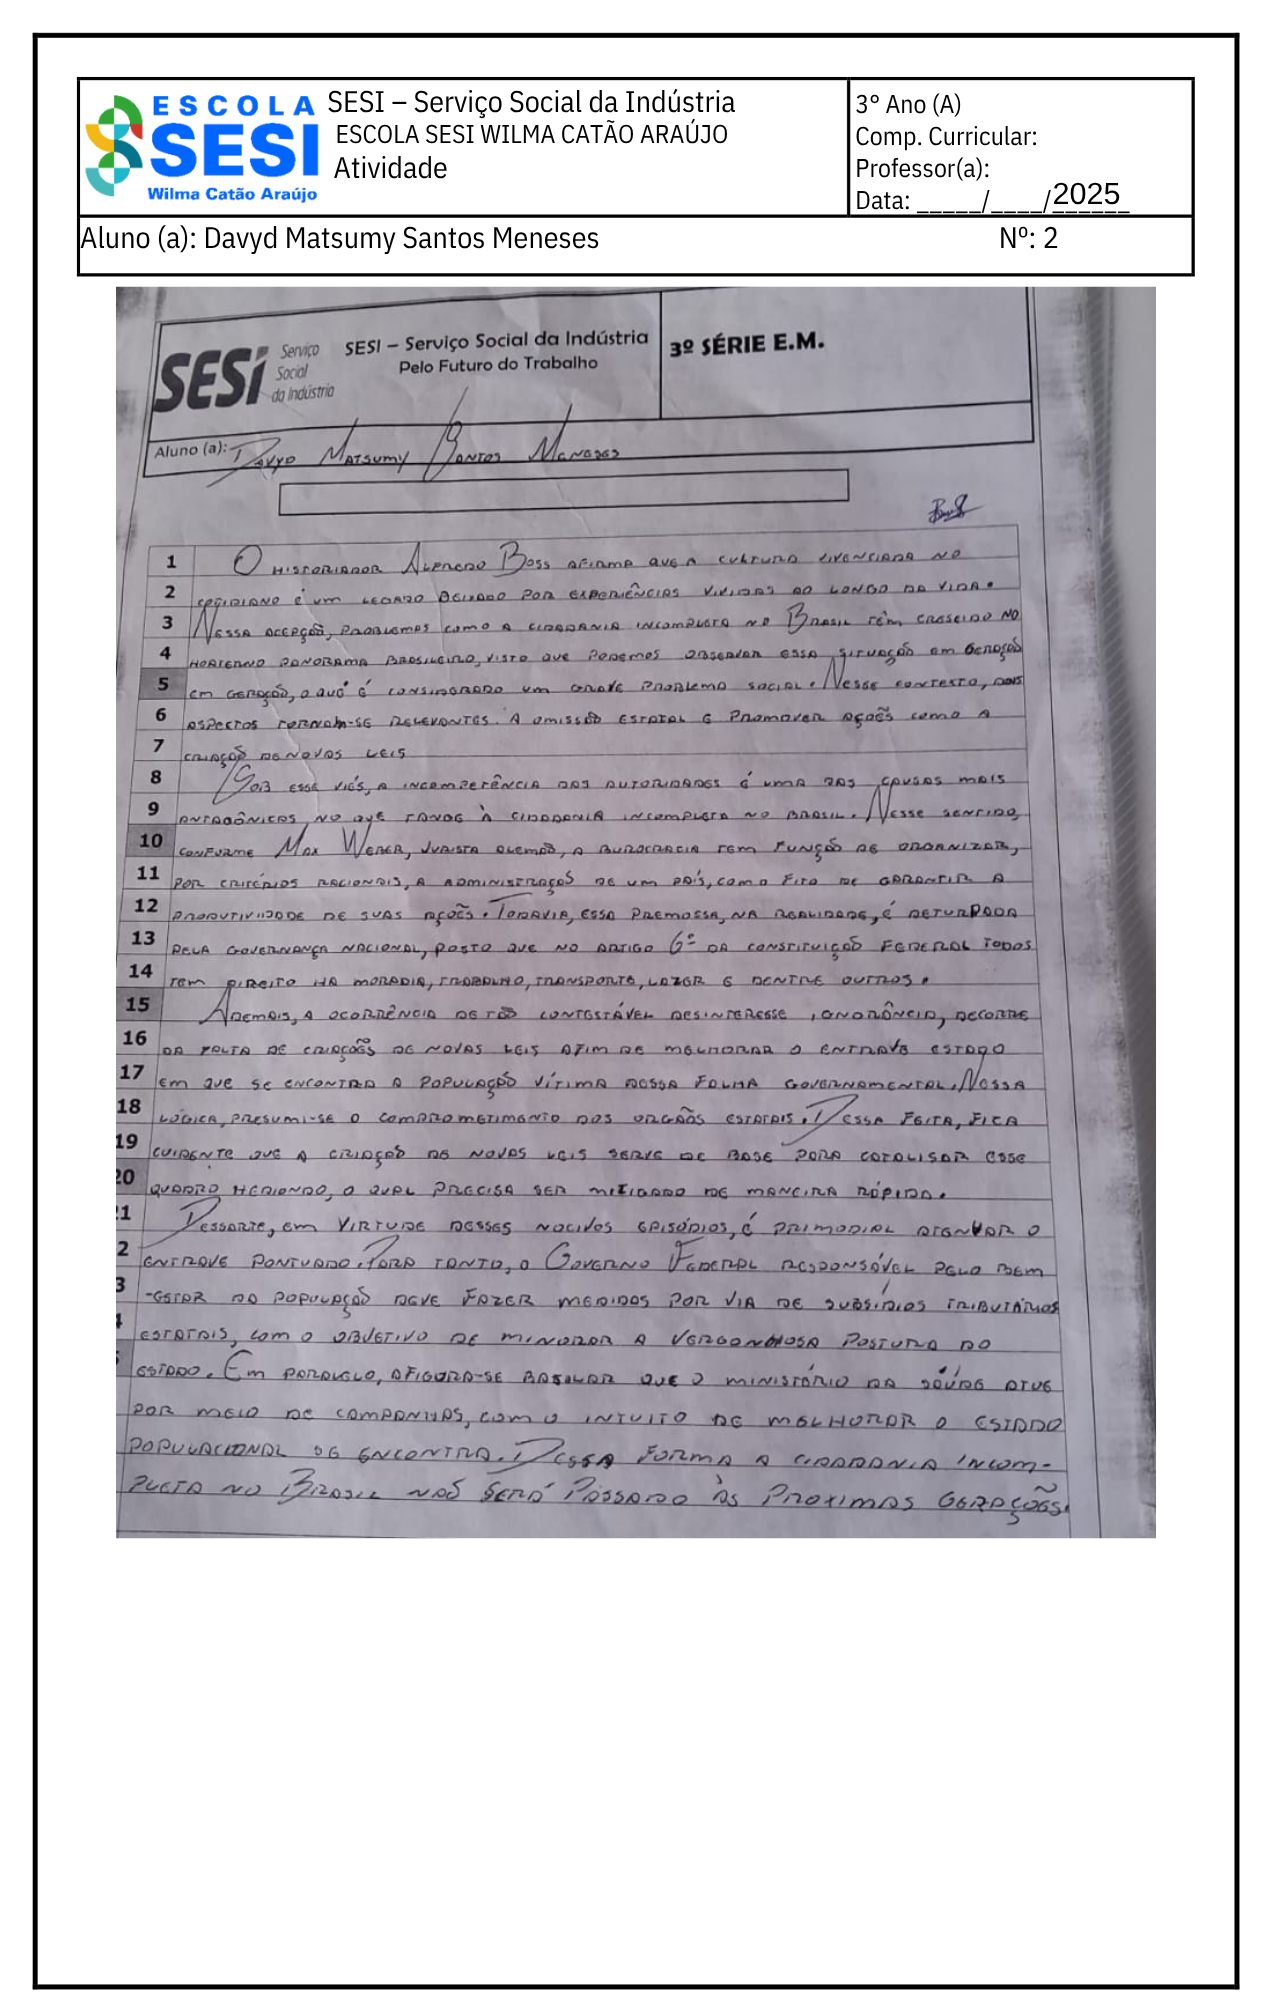 ESCOLA
SESI
Wilma Catão Araújo
SESI – Serviço Social da Indústria
ESCOLA SESI WILMA CATÃO ARAÚJO
Atividade
3° Ano (A)
Comp. Curricular:
Professor(a):
Data: _____/____/2025
Aluno (a): Davyd Matsumy Santos Meneses Nº: 2
SESI Serviço Social da Indústria
SESI – Serviço Social da Indústria
Pelo Futuro do Trabalho
3º SÉRIE E.M.
Aluno (a): Davyd Matsumy Santos Meneses
1 O historiador Alfredo Boss afirma que a cultura vivenciada no
2 cotidiano é um legado deixado por experiências vividas ao longo da vida.
3 Nessa acepção, problemas como a cidadania incompleta no Brasil têm crescido no
4 hodierno panorama brasileiro, visto que podemos observar essa situação em geração
5 em geração, o que é considerado um grave problema social. Nesse contexto, dois
6 aspectos tornam-se relevantes. A omissão estatal e promover ações como a
7 criação de novas leis
8 Sob esse viés, a incompetência das autoridades é uma das causas mais
9 antagônicas, no que tange à cidadania incompleta no Brasil. Nesse sentido,
10 conforme Max Weber, jurista alemão, a burocracia tem função de organizar,
11 por critérios racionais, a administração de um país, como fito de garantir a
12 produtividade de suas ações. Todavia, essa premossa, na realidade, é deturpada
13 pela governança nacional, posto que no artigo 6º da Constituição Federal todos
14 tem direito ha moradia, trabalho, transporte, lazer e dentre outros.
15 Ademais, a ocorrência de tão contestável desinteresse, decorre
16 da falta de criações de novas leis afim de melhorar o entrave estado
17 em que se encontra a população vítima dessa falha governamental. Nessa
18 lógica, presumi-se o comprometimento dos orgãos estatais. Dessa feita, fica
19 evidente que a criação de novas leis serve de base para catalisar esse
20 quadro hediondo, o qual precisa ser mitigado de maneira rápida.
21 Dessarte, em virtude desses nocivos episódios, é primodial atenuar o
2 entrave pontuado. Para tanto, o Governo Federal responsável pelo bem
3 -estar da população deve fazer medidas por via de subsídios tributários
4 estatais, com o objetivo de minorar a vergonhosa postura do
5 estado. Em paralelo, afigura-se basilar que o ministério da saúde atue
por meio de campanhas, com o intuito de melhorar o estado
populacional de encontra. Dessa forma a cidadania incom-
pleta no Brasil não será passado às proximas gerações.